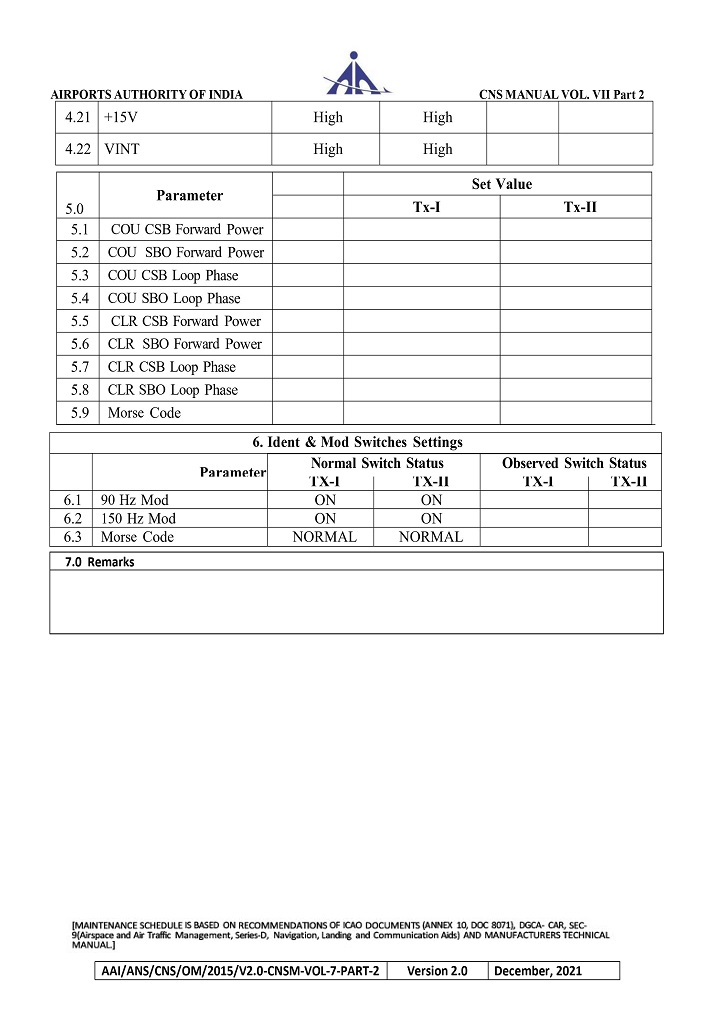 AIRPORTS AUTHORITY OF INDIA CNS MANUAL VOL. VII Part 2
4.21 +15V High High
4.22 VINT High High
Set Value
Parameter
5.0 Tx-I Tx-II
5.1 COU CSB Forward Power
5.2 COU SBO Forward Power
5.3 COU CSB Loop Phase
5.4 COU SBO Loop Phase
5.5 CLR CSB Forward Power
5.6 CLR SBO Forward Power
5.7 CLR CSB Loop Phase
5.8 CLR SBO Loop Phase
5.9 Morse Code
6. Ident & Mod Switches Settings
Parameter Normal Switch Status Observed Switch Status
TX-I TX-II TX-I TX-II
6.1 90 Hz Mod ON ON
6.2 150 Hz Mod ON ON
6.3 Morse Code NORMAL NORMAL
7.0 Remarks
[MAINTENANCE SCHEDULE IS BASED ON RECOMMENDATIONS OF ICAO DOCUMENTS (ANNEX 10, DOC 8071), DGCA- CAR, SEC-
9(Airspace and Air Traffic Management, Series-D, Navigation, Landing and Communication Aids) AND MANUFACTURERS TECHNICAL
MANUAL.]
AAI/ANS/CNS/OM/2015/V2.0-CNSM-VOL-7-PART-2 Version 2.0 December, 2021